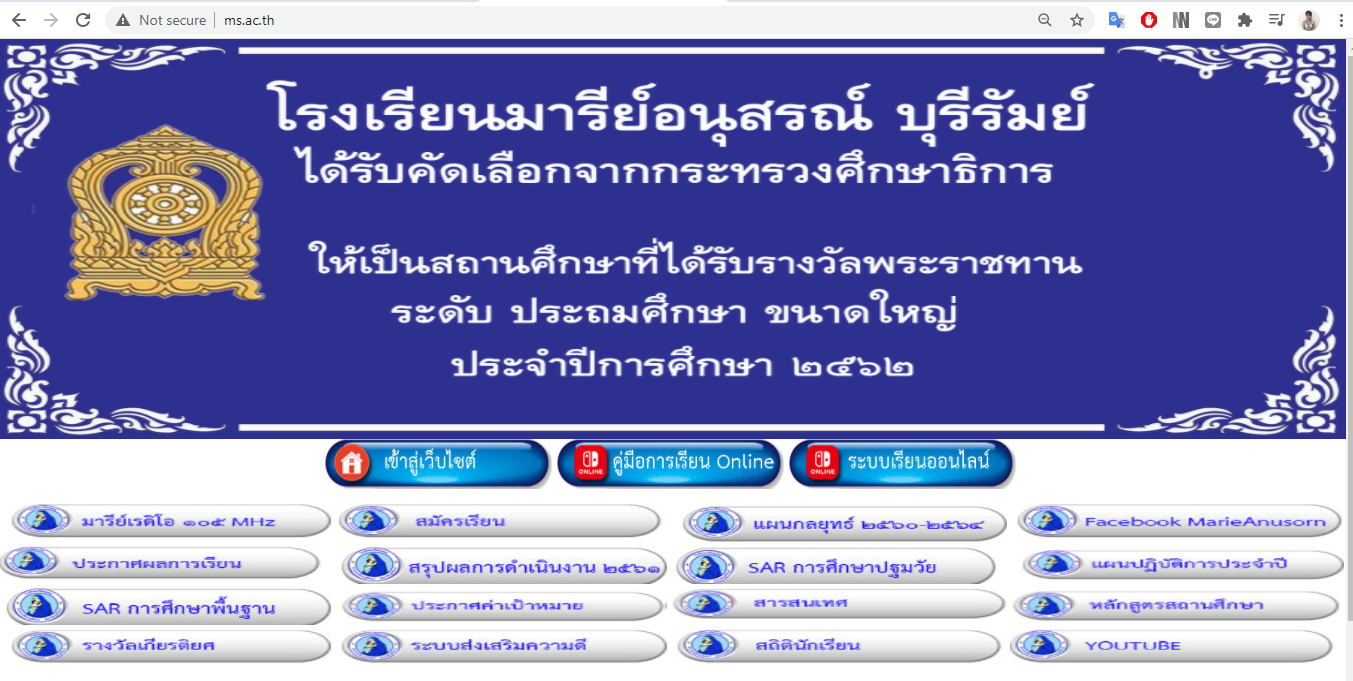 Not secure
ms.ac.th
โรงเรียนมารีย์อนุสรณ์ บุรีรัมย์
ได้รับคัดเลือกจากกระทรวงศึกษาธิการ
ให้เป็นสถานศึกษาที่ได้รับรางวัลพระราชทาน
ระดับ ประถมศึกษา ขนาดใหญ่
ประจำปีการศึกษา ๒๕๖๒
เข้าสู่เว็บไซต์
ONLINE คู่มือการเรียน Online
ONLINE ระบบเรียนออนไลน์
มารีย์เรดิโอ ๑๐๕ MHz
สมัครเรียน
แผนกลยุทธ์ ๒๕๖๐-๒๕๖๔
Facebook MarieAnusorn
ประกาศผลการเรียน
สรุปผลการดำเนินงาน ๒๕๖๑
SAR การศึกษาปฐมวัย
แผนปฏิบัติการประจำปี
SAR การศึกษาพื้นฐาน
ประกาศค่าเป้าหมาย
สารสนเทศ
หลักสูตรสถานศึกษา
รางวัลเกียรติยศ
ระบบส่งเสริมความดี
สถิตินักเรียน
YOUTUBE